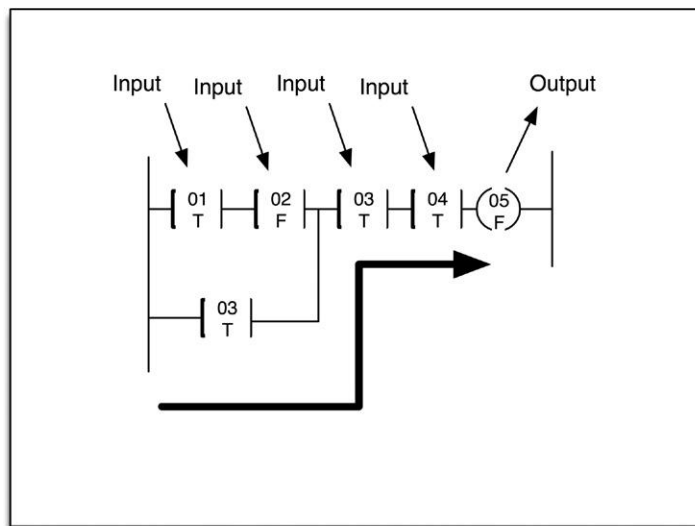 Input Input Input Input Output
01 02 03 04 05
T F T T F
03
T